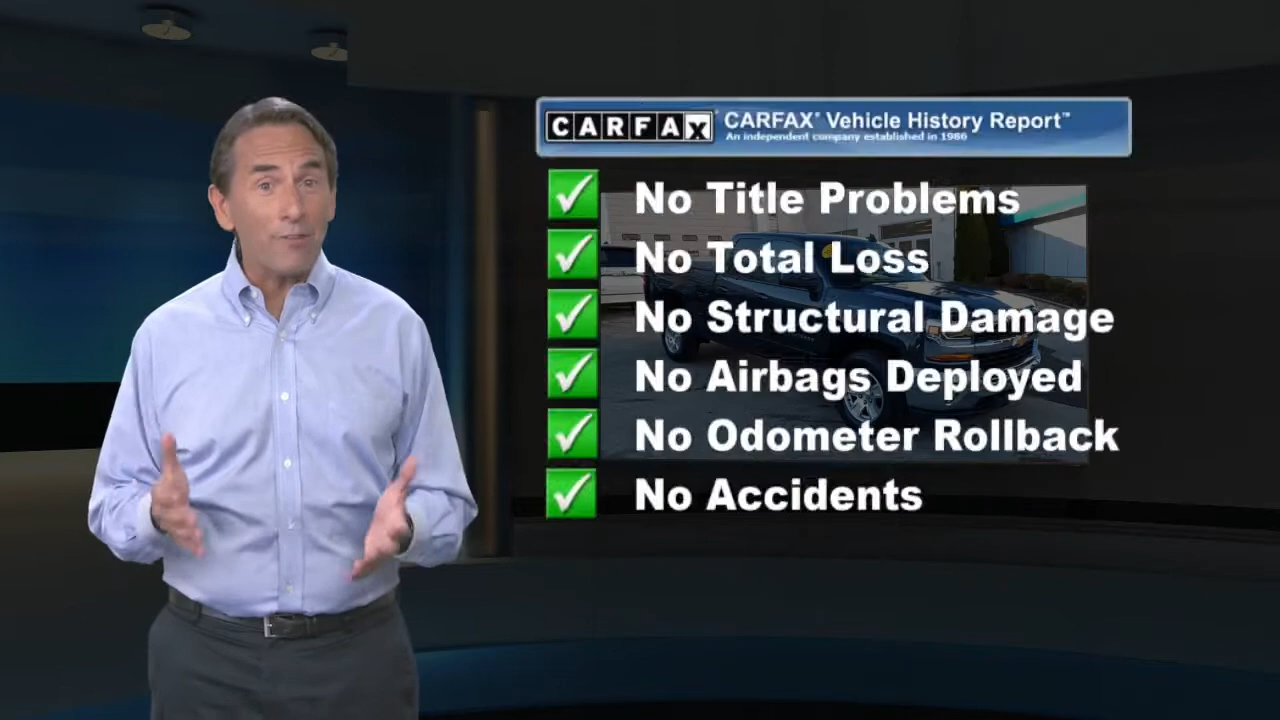 CARFAX
CARFAX® Vehicle History Report™
An independent company established in 1986
No Title Problems
No Total Loss
No Structural Damage
No Airbags Deployed
No Odometer Rollback
No Accidents